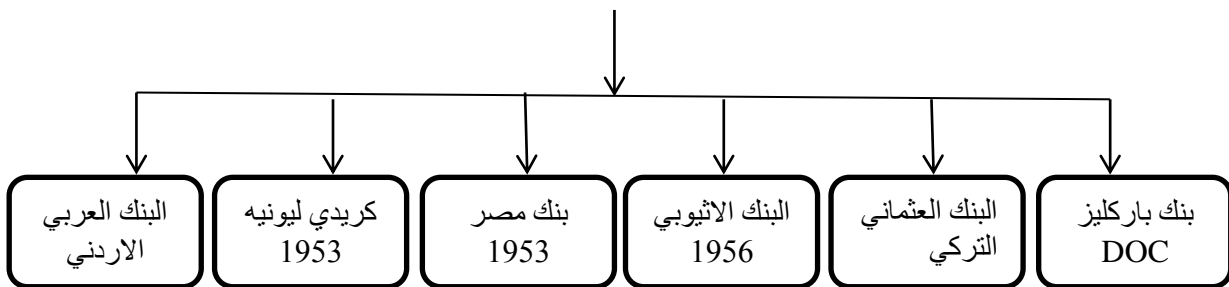 بنك باركليز
DOC
البنك العثماني
التركي
البنك الاثيوبي
1956
بنك مصر
1953
كريدي ليونيه
1953
البنك العربي
الاردني